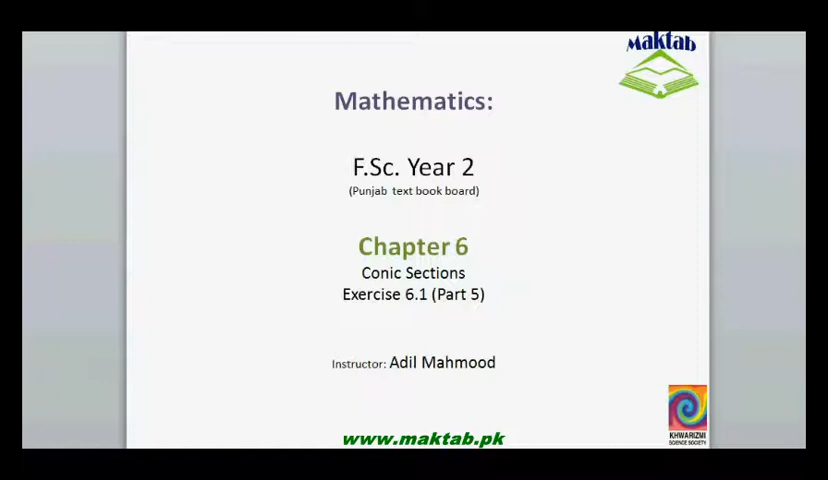 Maktab
Mathematics:
F.Sc. Year 2
(Punjab text book board)
Chapter 6
Conic Sections
Exercise 6.1 (Part 5)
Instructor: Adil Mahmood
KHWARIZMI
SCIENCE SOCIETY
www.maktab.pk